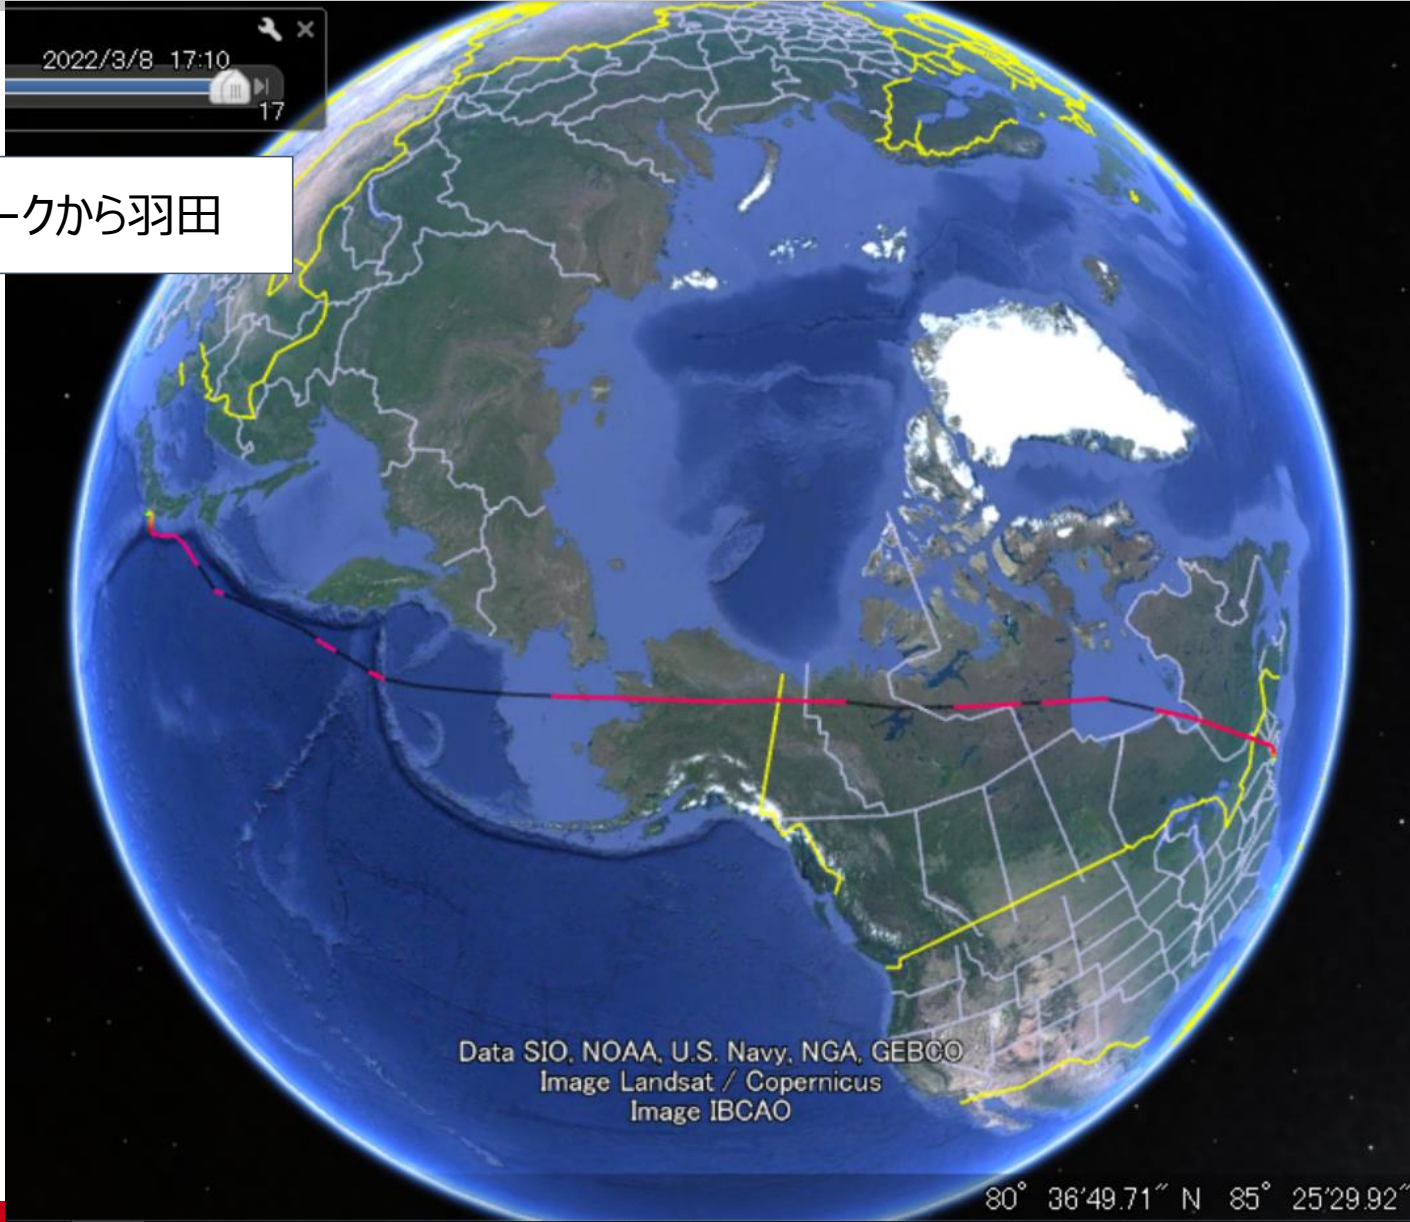 2022/3/8 17:10
17
ークから羽田
Data SIO, NOAA, U.S. Navy, NGA, GEBCO
Image Landsat / Copernicus
Image IBCAO
80° 36'49.71" N 85° 25'29.92"